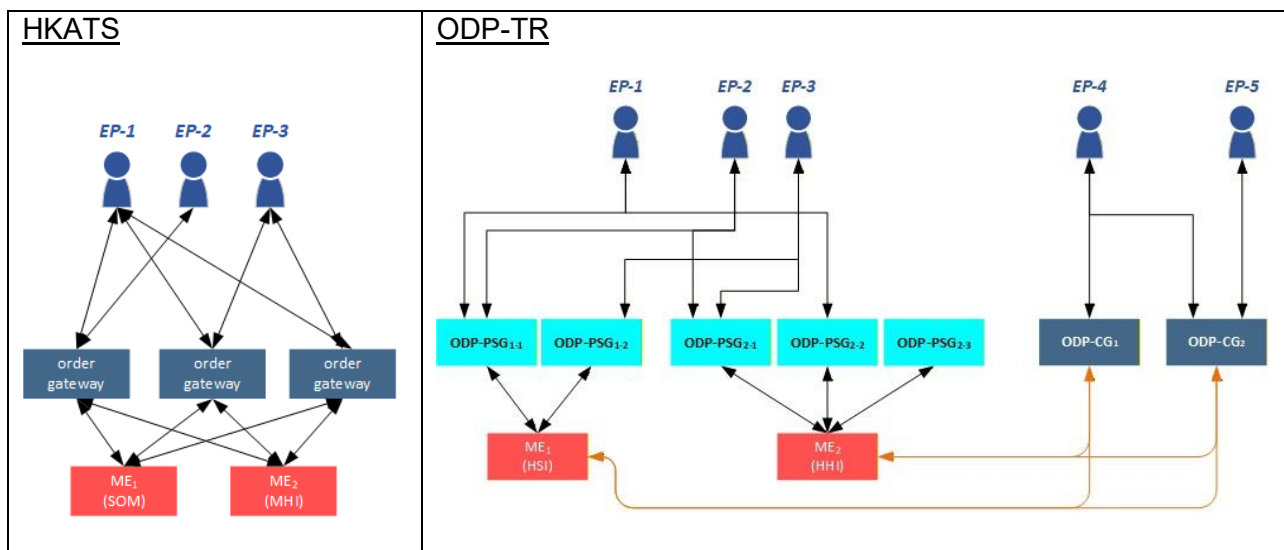 HKATS
EP-1 EP-2 EP-3
order gateway
order gateway
order gateway
ME1
(SOM)
ME2
(MHI)
ODP-TR
EP-1 EP-2 EP-3 EP-4 EP-5
ODP-PSG1-1 ODP-PSG1-2 ODP-PSG2-1 ODP-PSG2-2 ODP-PSG2-3 ODP-CG1 ODP-CG2
ME1
(HSI)
ME2
(HHI)